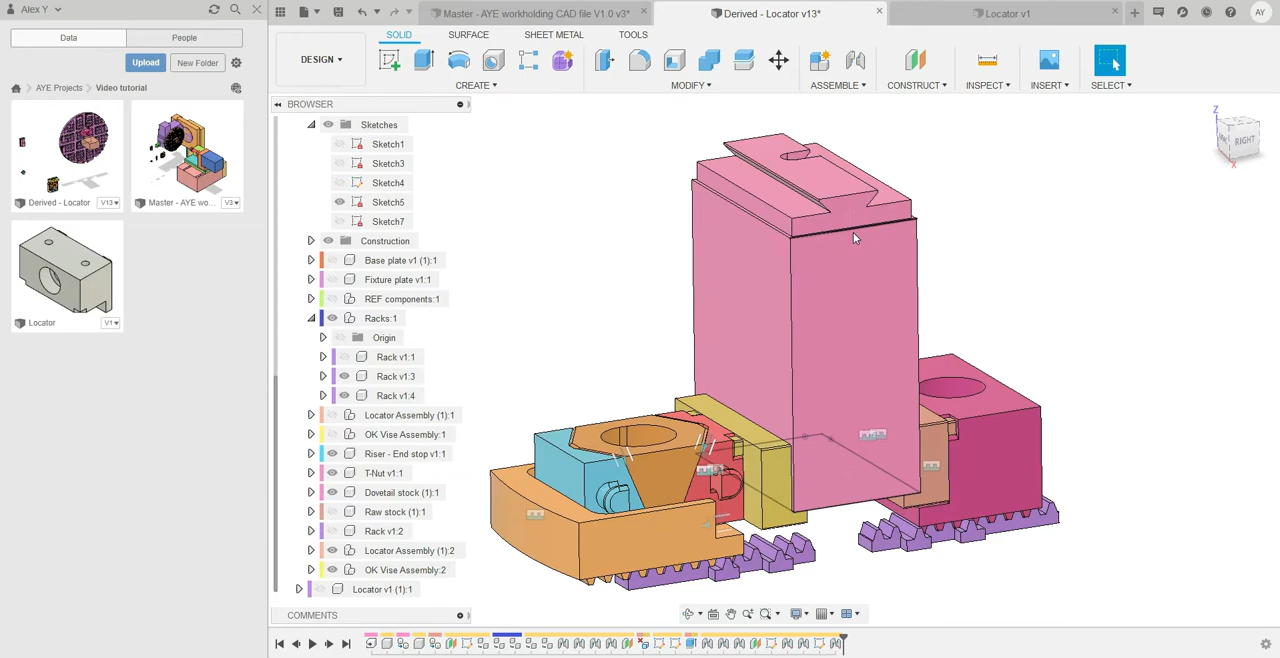 Alex Y
Master - AYE workholding CAD file V1.0 v3*
Derived - Locator v13*
Locator v1
AY
Data
People
Upload
New Folder
AYE Projects
Video tutorial
Derived - Locator
V13
Master - AYE wo...
V3
Locator
V1
DESIGN
SOLID
SURFACE
SHEET METAL
TOOLS
CREATE
MODIFY
ASSEMBLE
CONSTRUCT
INSPECT
INSERT
SELECT
BROWSER
Sketches
Sketch1
Sketch3
Sketch4
Sketch5
Sketch7
Construction
Base plate v1 (1):1
Fixture plate v1:1
REF components:1
Racks:1
Origin
Rack v1:1
Rack v1:3
Rack v1:4
Locator Assembly (1):1
OK Vise Assembly:1
Riser - End stop v1:1
T-Nut v1:1
Dovetail stock (1):1
Raw stock (1):1
Rack v1:2
Locator Assembly (1):2
OK Vise Assembly:2
Locator v1 (1):1
COMMENTS
Z
RIGHT
X